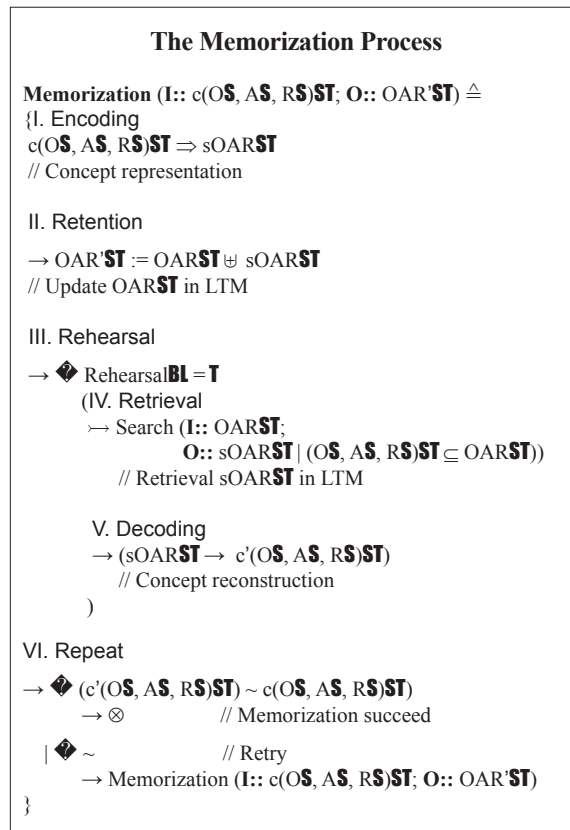 The Memorization Process
Memorization (I:: c(OS, AS, RS)ST; O:: OAR'ST) ≙
{I. Encoding
c(OS, AS, RS)ST ⇒ sOARST
// Concept representation
II. Retention
→ OAR'ST := OARST ⊎ sOARST
// Update OARST in LTM
III. Rehearsal
→ � RehearsalBL = T
(IV. Retrieval
↣ Search (I:: OARST;
O:: sOARST | (OS, AS, RS)ST ⊆ OARST))
// Retrieval sOARST in LTM
V. Decoding
→ (sOARST → c'(OS, AS, RS)ST)
// Concept reconstruction
)
VI. Repeat
→ � (c'(OS, AS, RS)ST) ~ c(OS, AS, RS)ST)
→ ⊗ // Memorization succeed
| � ~ // Retry
→ Memorization (I:: c(OS, AS, RS)ST; O:: OAR'ST)
}